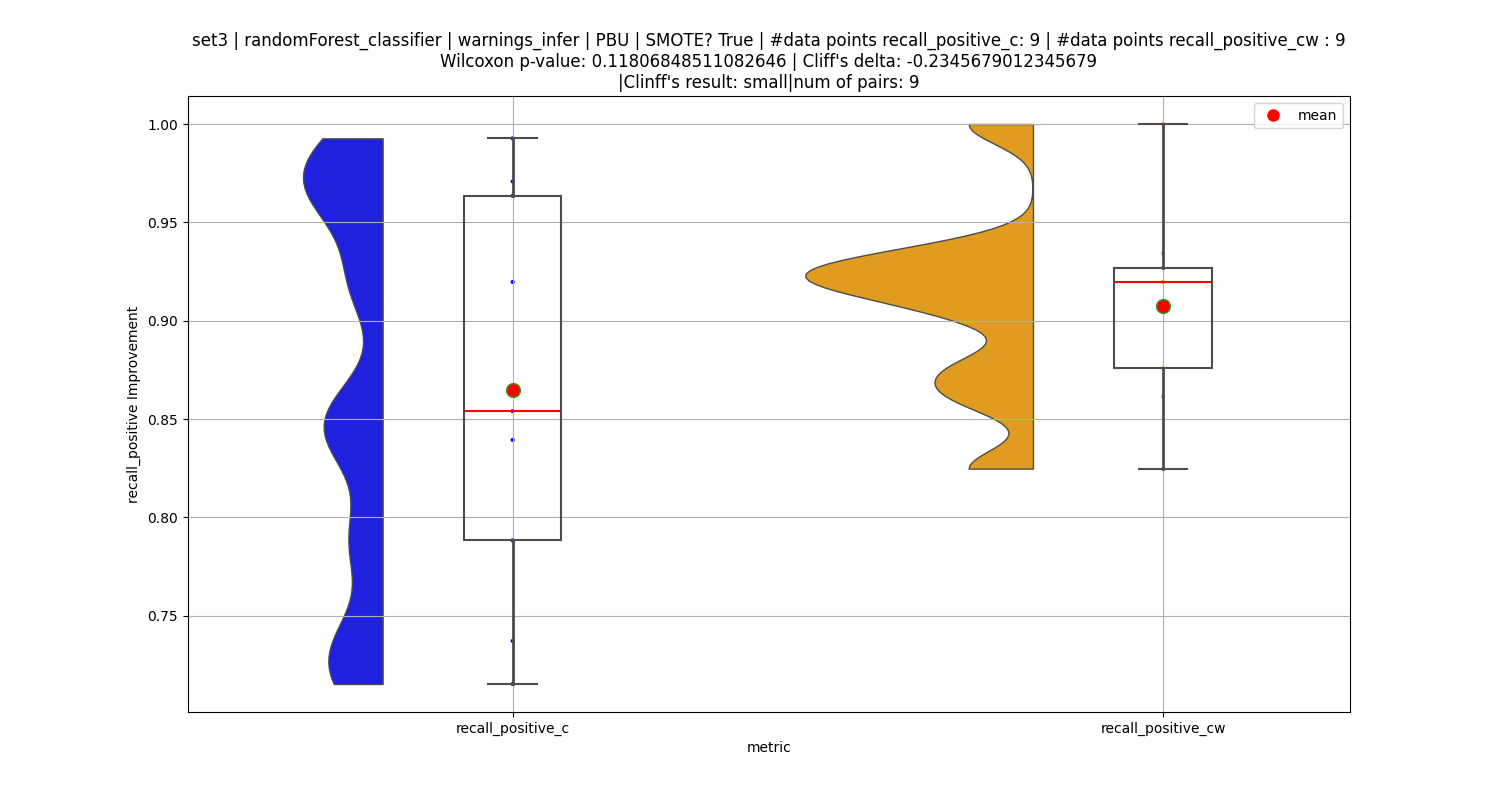 set3 | randomForest_classifier | warnings_infer | PBU | SMOTE? True | #data points recall_positive_c: 9 | #data points recall_positive_cw : 9
Wilcoxon p-value: 0.11806848511082646 | Cliff's delta: -0.2345679012345679
|Clinff's result: small|num of pairs: 9
mean
1.00
0.95
0.90
0.85
0.80
0.75
recall_positive Improvement
recall_positive_c
recall_positive_cw
metric